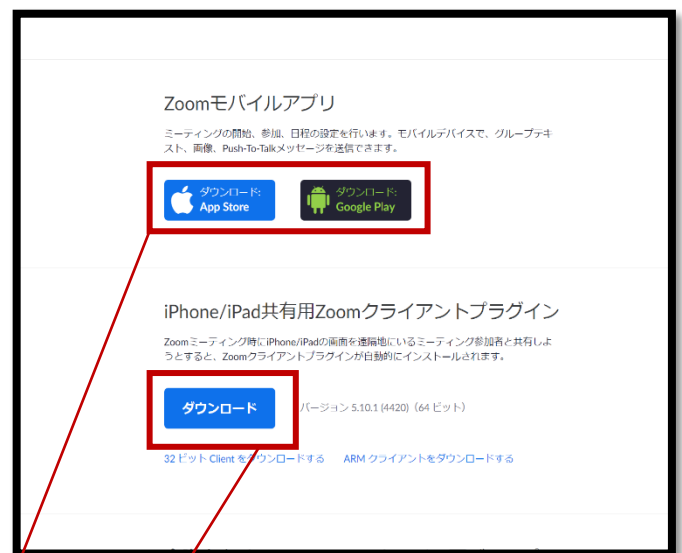 Zoomモバイルアプリ
ミーティングの開始、参加、日程の設定を行います。モバイルデバイスで、グループテキ
スト、画像、Push-To-Talkメッセージを送信できます。
ダウンロード:
App Store
ダウンロード:
Google Play
iPhone/iPad共有用Zoomクライアントプラグイン
Zoomミーティング時にiPhone/iPadの画面を遠隔地にいるミーティング参加者と共有しよ
うとすると、Zoomクライアントプラグインが自動的にインストールされます。
ダウンロード
バージョン 5.10.1 (4420)（64 ビット）
32 ビット Client をダウンロードする
ARM クライアントをダウンロードする